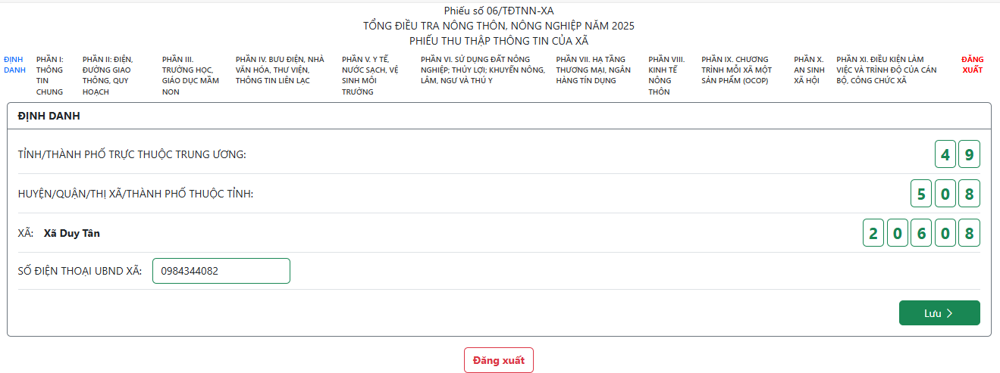 Phiếu số 06/TĐTNN-XA
TỔNG ĐIỀU TRA NÔNG THÔN, NÔNG NGHIỆP NĂM 2025
PHIẾU THU THẬP THÔNG TIN CỦA XÃ
ĐỊNH
DANH
PHẦN I:
THÔNG
TIN
CHUNG
PHẦN II: ĐIỆN,
ĐƯỜNG GIAO
THÔNG, QUY
HOẠCH
PHẦN III.
TRƯỜNG HỌC,
GIÁO DỤC MẦM
NON
PHẦN IV. BƯU ĐIỆN, NHÀ
VĂN HÓA, THƯ VIỆN,
THÔNG TIN LIÊN LẠC
PHẦN V. Y TẾ,
NƯỚC SẠCH, VỆ
SINH MÔI
TRƯỜNG
PHẦN VI. SỬ DỤNG ĐẤT NÔNG
NGHIỆP; THỦY LỢI; KHUYẾN NÔNG,
LÂM, NGƯ VÀ THÚ Y
PHẦN VII. HẠ TẦNG
THƯƠNG MẠI, NGÂN
HÀNG TÍN DỤNG
PHẦN VIII.
KINH TẾ
NÔNG
THÔN
PHẦN IX. CHƯƠNG
TRÌNH MỖI XÃ MỘT
SẢN PHẨM (OCOP)
PHẦN X.
AN SINH
XÃ HỘI
PHẦN XI. ĐIỀU KIỆN LÀM
VIỆC VÀ TRÌNH ĐỘ CỦA CÁN
BỘ, CÔNG CHỨC XÃ
ĐĂNG
XUẤT
ĐỊNH DANH
TỈNH/THÀNH PHỐ TRỰC THUỘC TRUNG ƯƠNG: 4 9
HUYỆN/QUẬN/THỊ XÃ/THÀNH PHỐ THUỘC TỈNH: 5 0 8
XÃ: Xã Duy Tân 2 0 6 0 8
SỐ ĐIỆN THOẠI UBND XÃ: 0984344082
Lưu
Đăng xuất